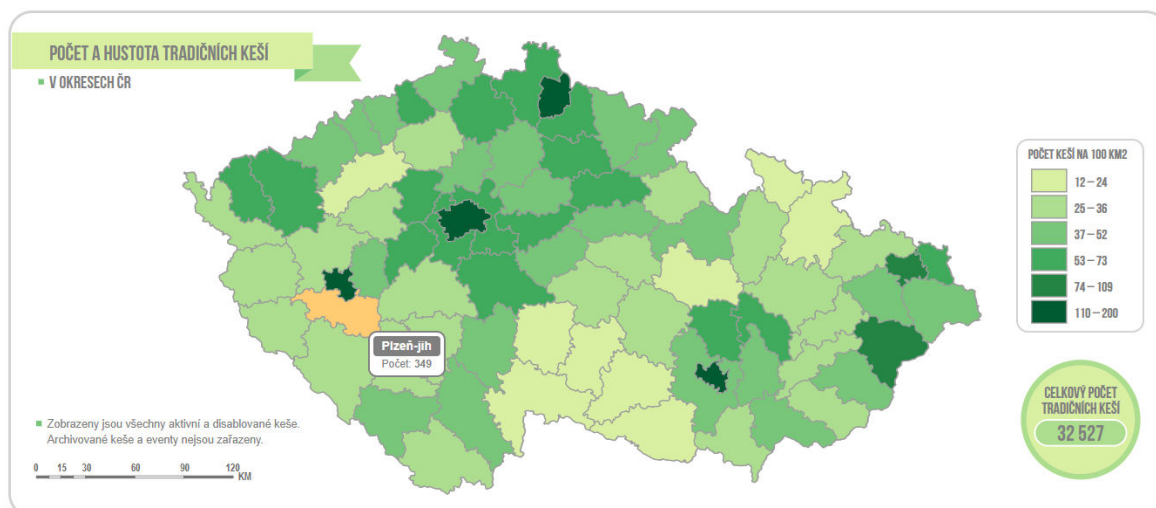 POČET A HUSTOTA TRADIČNÍCH KEŠÍ
V OKRESECH ČR
POČET KEŠÍ NA 100 KM2
12 – 24
25 – 36
37 – 52
53 – 73
74 – 109
110 – 200
Plzeň-jih
Počet: 349
CELKOVÝ POČET
TRADIČNÍCH KEŠÍ
32 527
Zobrazeny jsou všechny aktivní a disablované keše.
Archivované keše a eventy nejsou zařazeny.
0 15 30 60 90 120
KM